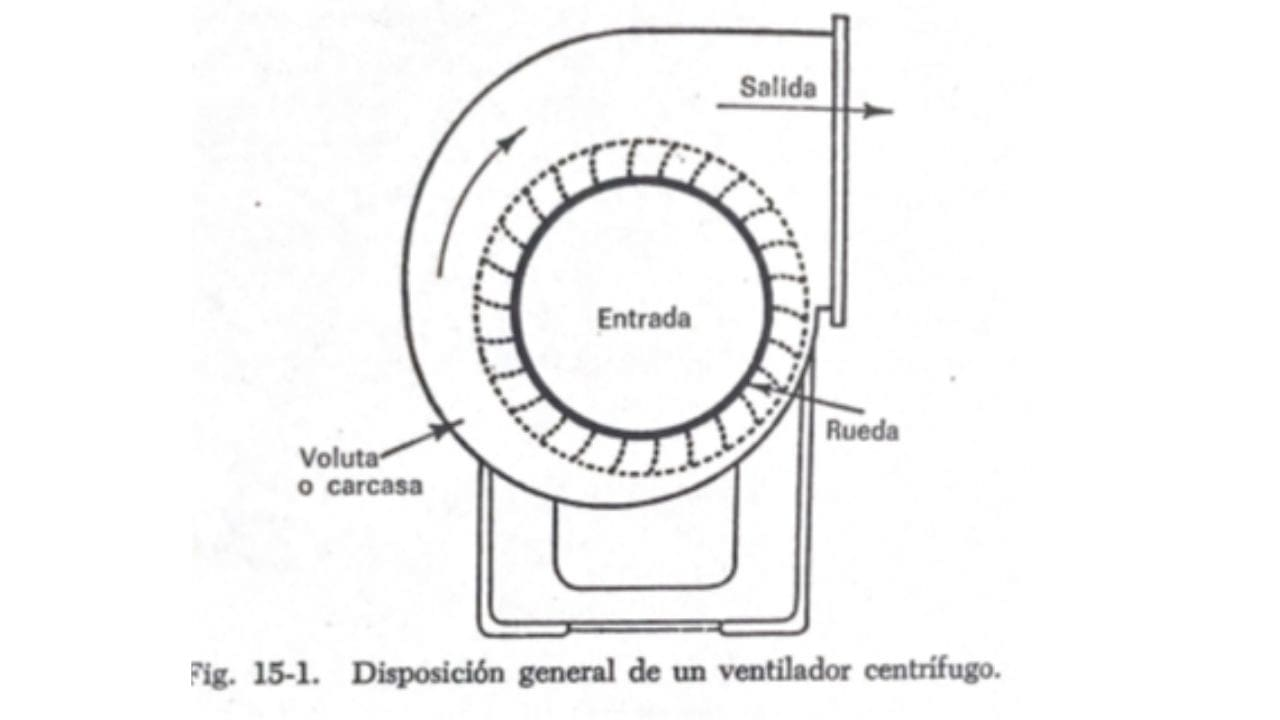 Salida
Entrada
Rueda
Voluta
o carcasa
Fig. 15-1. Disposición general de un ventilador centrífugo.